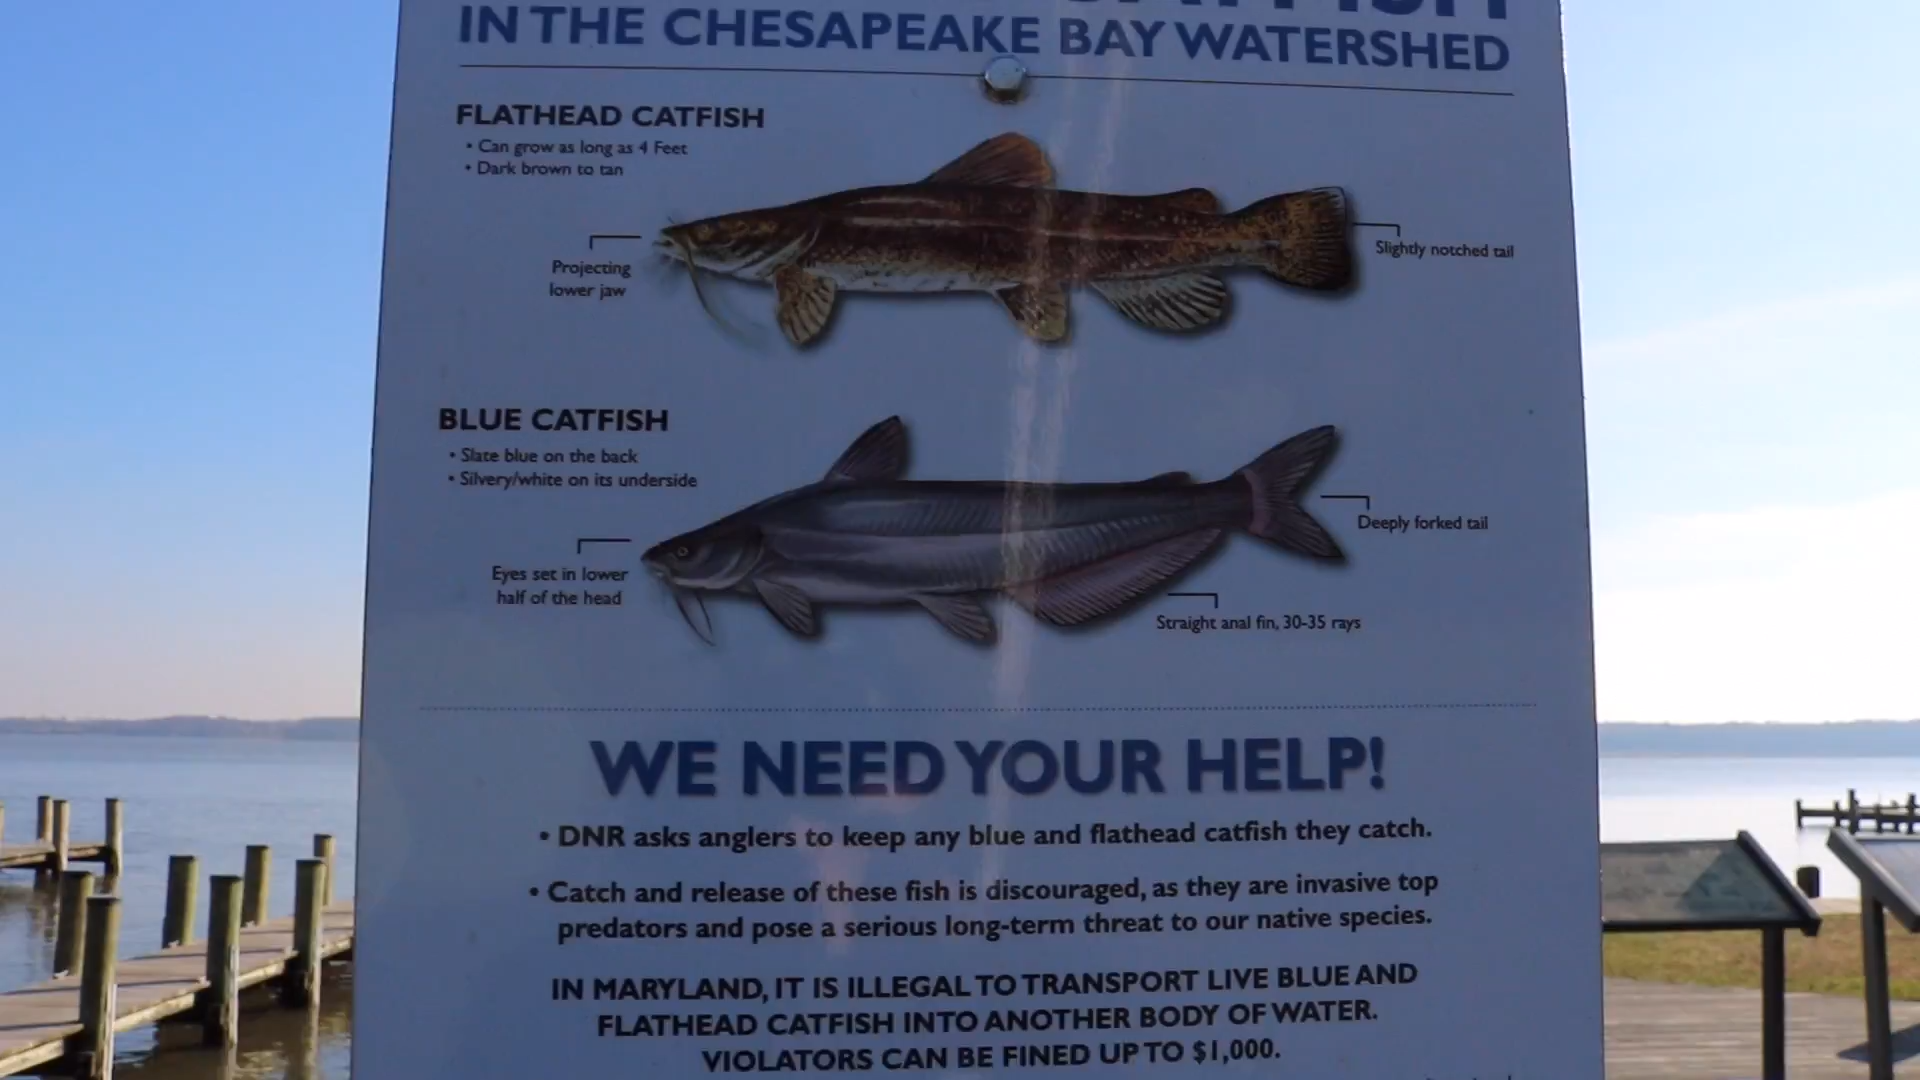 IN THE CHESAPEAKE BAY WATERSHED
FLATHEAD CATFISH
• Can grow as long as 4 Feet
• Dark brown to tan
Projecting
lower jaw
Slightly notched tail
BLUE CATFISH
• Slate blue on the back
• Silvery/white on its underside
Eyes set in lower
half of the head
Deeply forked tail
Straight anal fin, 30-35 rays
WE NEED YOUR HELP!
• DNR asks anglers to keep any blue and flathead catfish they catch.
• Catch and release of these fish is discouraged, as they are invasive top
predators and pose a serious long-term threat to our native species.
IN MARYLAND, IT IS ILLEGAL TO TRANSPORT LIVE BLUE AND
FLATHEAD CATFISH INTO ANOTHER BODY OF WATER.
VIOLATORS CAN BE FINED UP TO $1,000.